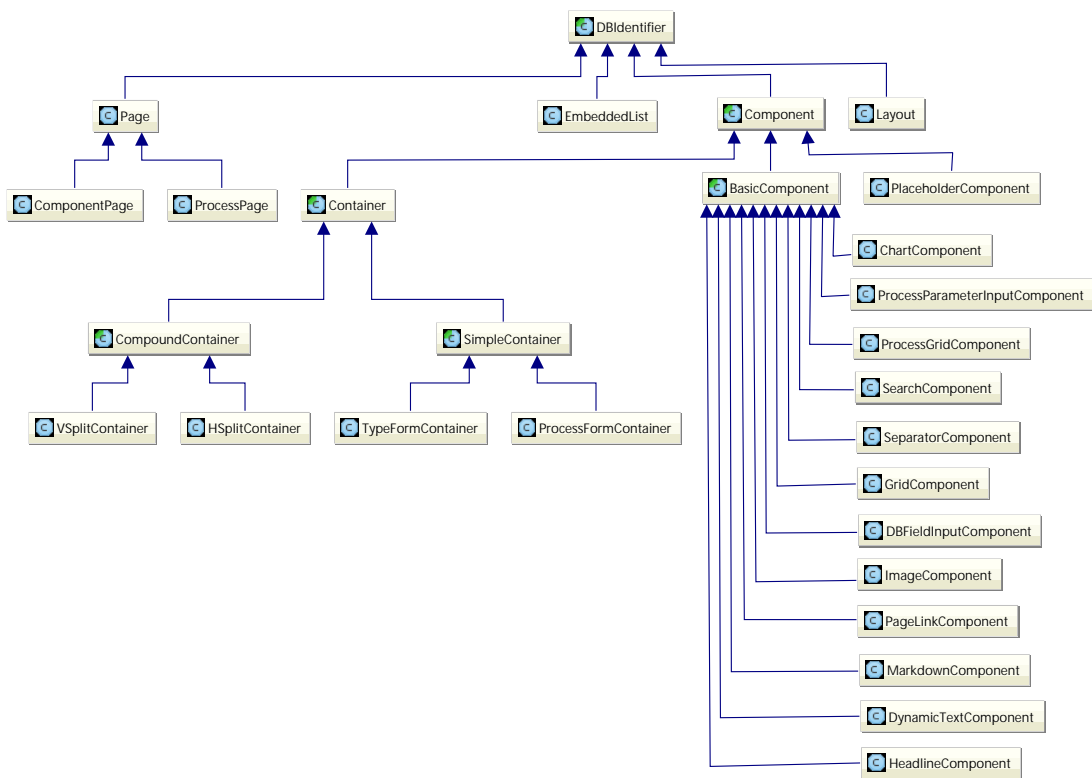 DBIdentifier
Page
EmbeddedList
Component
Layout
ComponentPage
ProcessPage
Container
BasicComponent
PlaceholderComponent
ChartComponent
ProcessParameterInputComponent
CompoundContainer
SimpleContainer
ProcessGridComponent
SearchComponent
VSplitContainer
HSplitContainer
TypeFormContainer
ProcessFormContainer
SeparatorComponent
GridComponent
DBFieldInputComponent
ImageComponent
PageLinkComponent
MarkdownComponent
DynamicTextComponent
HeadlineComponent